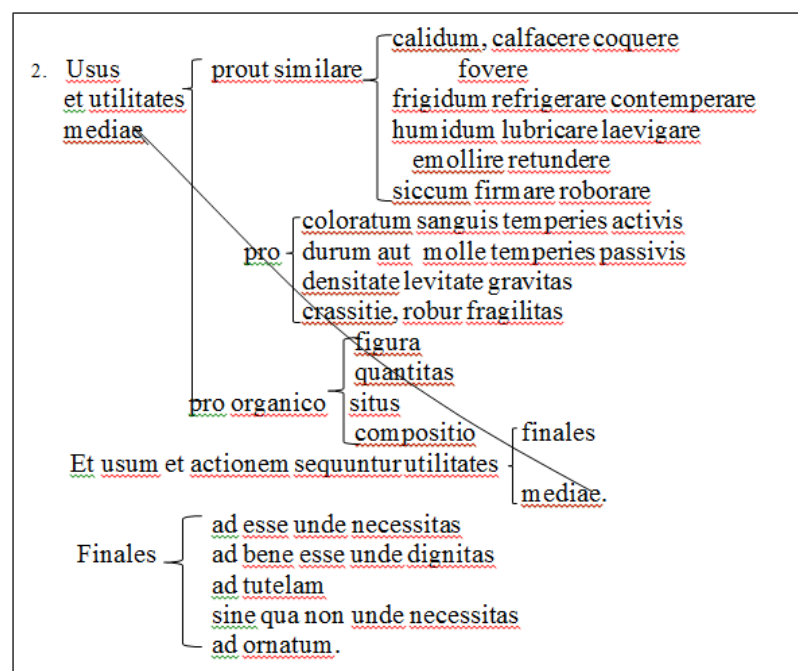 calidum, calfacere coquere
2. Usus prout similare fovere
et utilitates frigidum refrigerare contemperare
mediae humidum lubricare laevigare
emollire retundere
siccum firmare roborare
coloratum sanguis temperies activis
pro durum aut molle temperies passivis
densitate levitate gravitas
crassitie, robur fragilitas
figura
quantitas
pro organico situs
compositio finales
Et usum et actionem sequuntur utilitates
mediae.
ad esse unde necessitas
Finales ad bene esse unde dignitas
ad tutelam
sine qua non unde necessitas
ad ornatum.